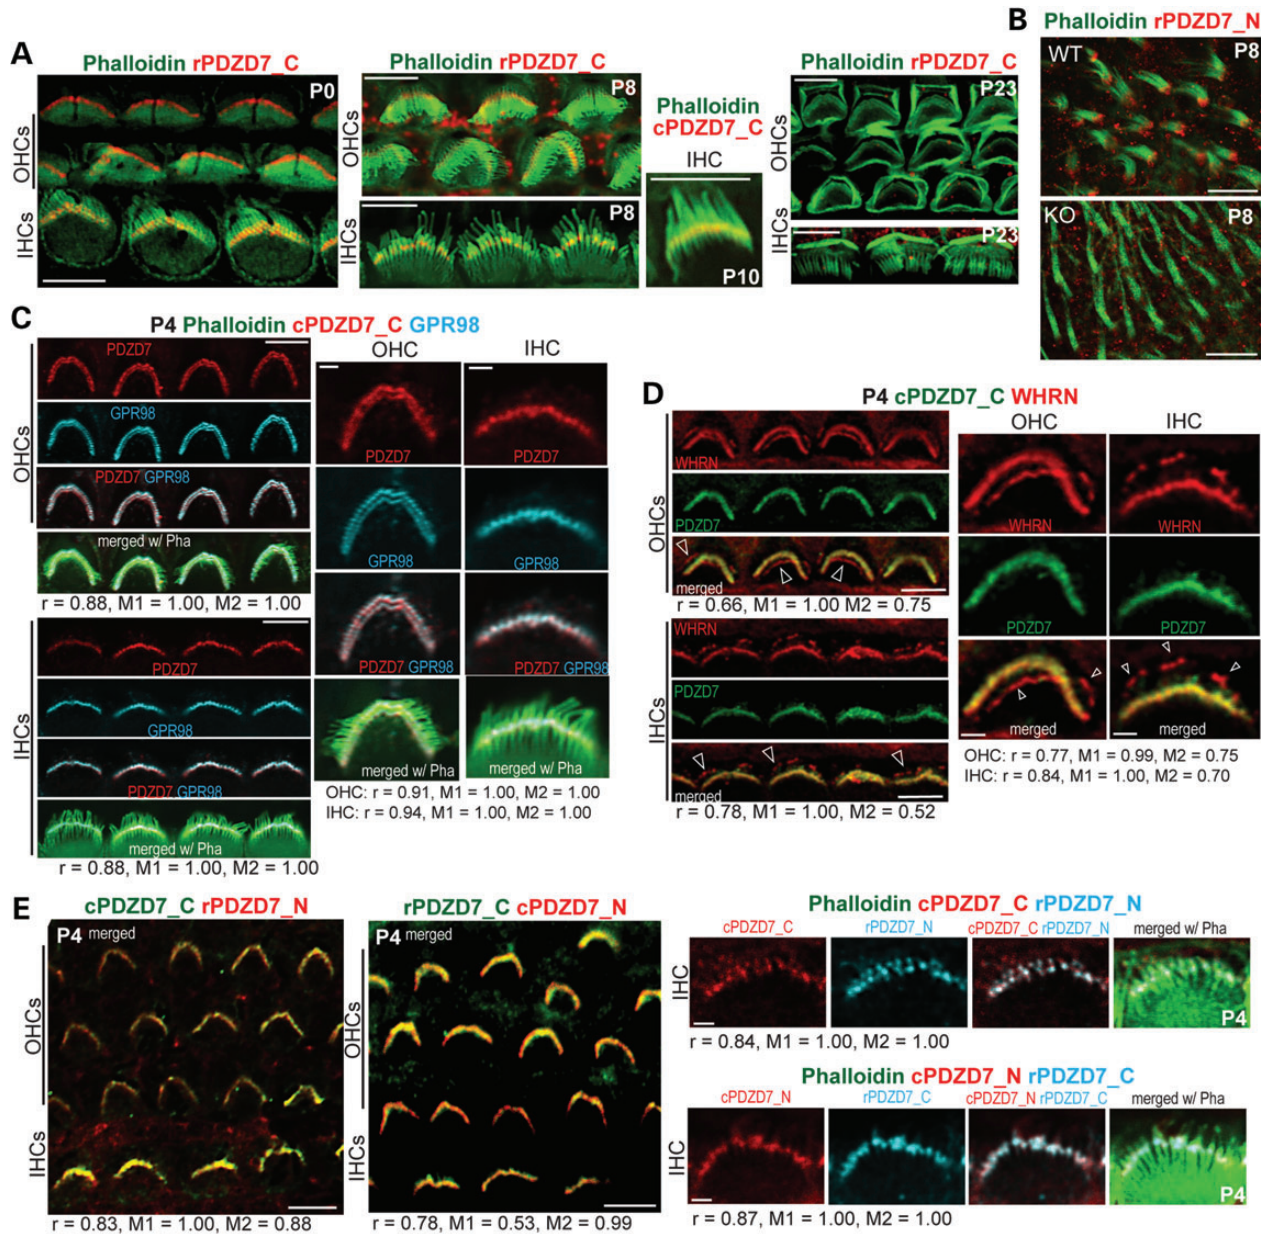 A
Phalloidin rPDZD7_C
P0
OHCs
IHCs
Phalloidin rPDZD7_C
P8
OHCs
IHCs
P8
Phalloidin
cPDZD7_C
IHC
P10
Phalloidin rPDZD7_C
P23
OHCs
IHCs
P23
B
Phalloidin rPDZD7_N
WT
P8
KO
P8
C
P4 Phalloidin cPDZD7_C GPR98
OHCs
PDZD7
GPR98
PDZD7 GPR98
merged w/ Pha
r = 0.88, M1 = 1.00, M2 = 1.00
IHCs
PDZD7
GPR98
PDZD7 GPR98
merged w/ Pha
r = 0.88, M1 = 1.00, M2 = 1.00
OHC
IHC
PDZD7
PDZD7
GPR98
GPR98
PDZD7 GPR98
PDZD7 GPR98
merged w/ Pha
merged w/ Pha
OHC: r = 0.91, M1 = 1.00, M2 = 1.00
IHC: r = 0.94, M1 = 1.00, M2 = 1.00
D
P4 cPDZD7_C WHRN
OHCs
WHRN
PDZD7
merged
r = 0.66, M1 = 1.00 M2 = 0.75
IHCs
WHRN
PDZD7
merged
r = 0.78, M1 = 1.00, M2 = 0.52
OHC
IHC
WHRN
WHRN
PDZD7
PDZD7
merged
merged
OHC: r = 0.77, M1 = 0.99, M2 = 0.75
IHC: r = 0.84, M1 = 1.00, M2 = 0.70
E
cPDZD7_C rPDZD7_N
P4 merged
OHCs
IHCs
r = 0.83, M1 = 1.00, M2 = 0.88
rPDZD7_C cPDZD7_N
P4 merged
OHCs
IHCs
r = 0.78, M1 = 0.53, M2 = 0.99
Phalloidin cPDZD7_C rPDZD7_N
cPDZD7_C
rPDZD7_N
cPDZD7_C rPDZD7_N
merged w/ Pha
IHC
P4
r = 0.84, M1 = 1.00, M2 = 1.00
Phalloidin cPDZD7_N rPDZD7_C
cPDZD7_N
rPDZD7_C
cPDZD7_N rPDZD7_C
merged w/ Pha
IHC
P4
r = 0.87, M1 = 1.00, M2 = 1.00